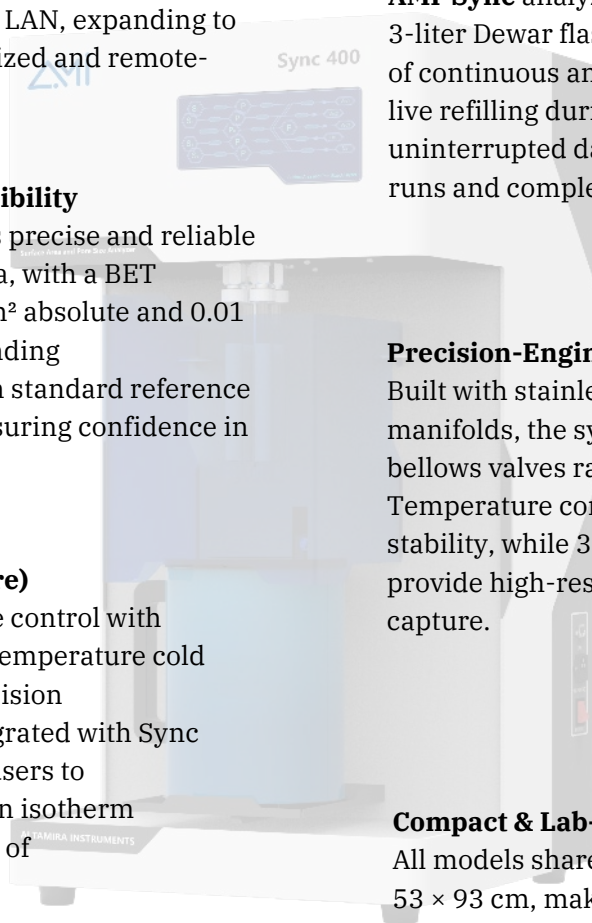 LAN, expanding to
ized and remote-
AMI
Sync 400
ibility
s precise and reliable
a, with a BET
n² absolute and 0.01
nding
n standard reference
suring confidence in
re)
e control with
emperature cold
ision
grated with Sync
users to
n isotherm
of
ALTAMIRA INSTRUMENTS
AMI-Sync analyz
3-liter Dewar flas
of continuous an
live refilling duri
uninterrupted da
runs and comple
Precision-Engin
Built with stainle
manifolds, the sy
bellows valves ra
Temperature con
stability, while 3
provide high-res
capture.
Compact & Lab-
All models share
53 × 93 cm, mak